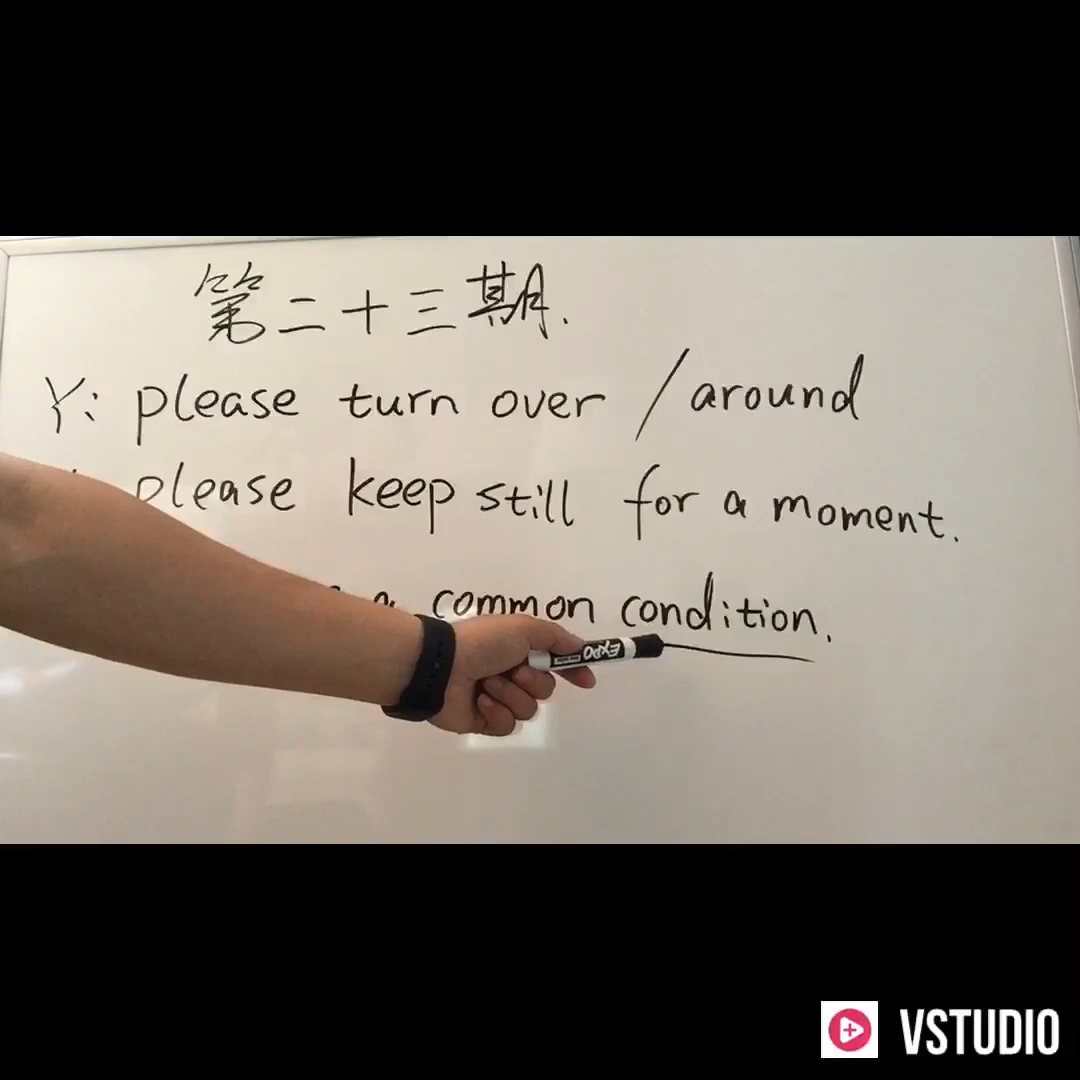 第二十三期.
Y: please turn over / around
please keep still for a moment.
a common condition.
EXPO
VSTUDIO